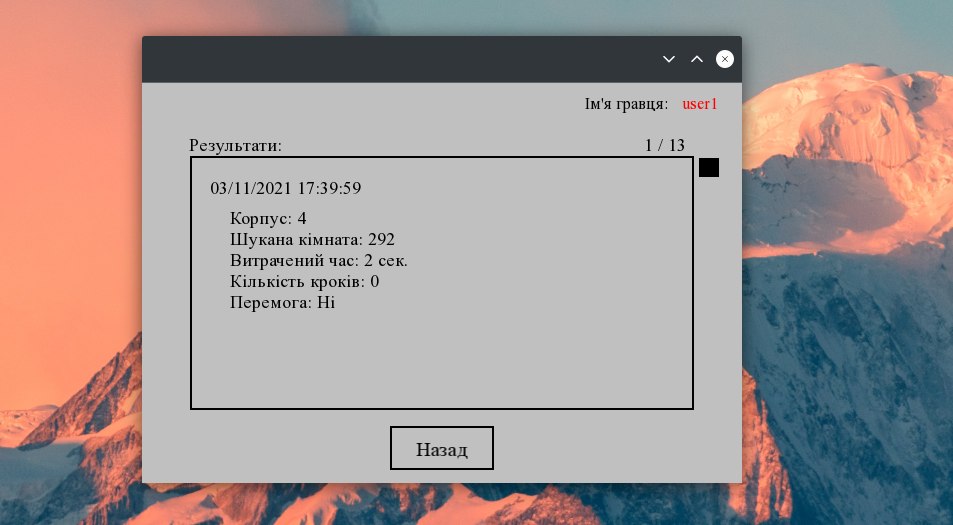 Ім'я гравця: user1
Результати: 1 / 13
03/11/2021 17:39:59
Корпус: 4
Шукана кімната: 292
Витрачений час: 2 сек.
Кількість кроків: 0
Перемога: Ні
Назад